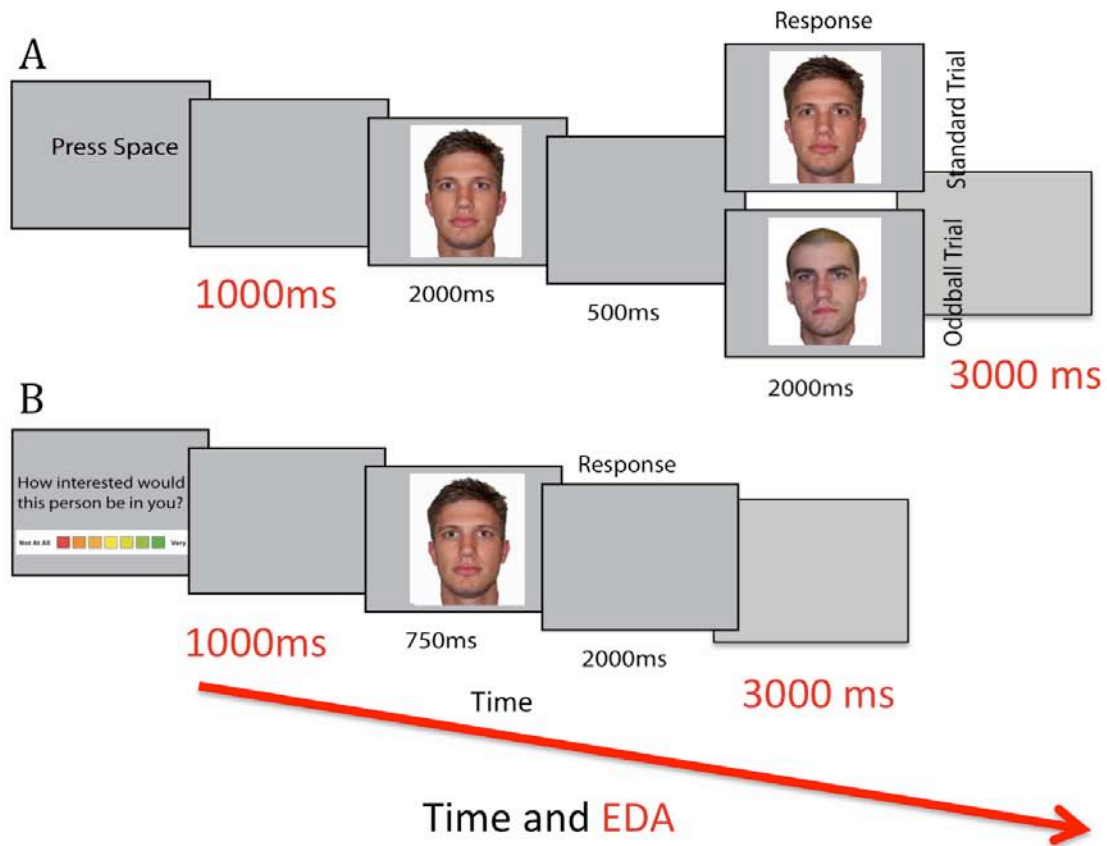 A
Press Space
1000ms
2000ms
500ms
Response
Standard Trial
Oddball Trial
2000ms
3000 ms
B
How interested would
this person be in you?
Not At All Very
1000ms
750ms
Response
2000ms
3000 ms
Time
Time and EDA